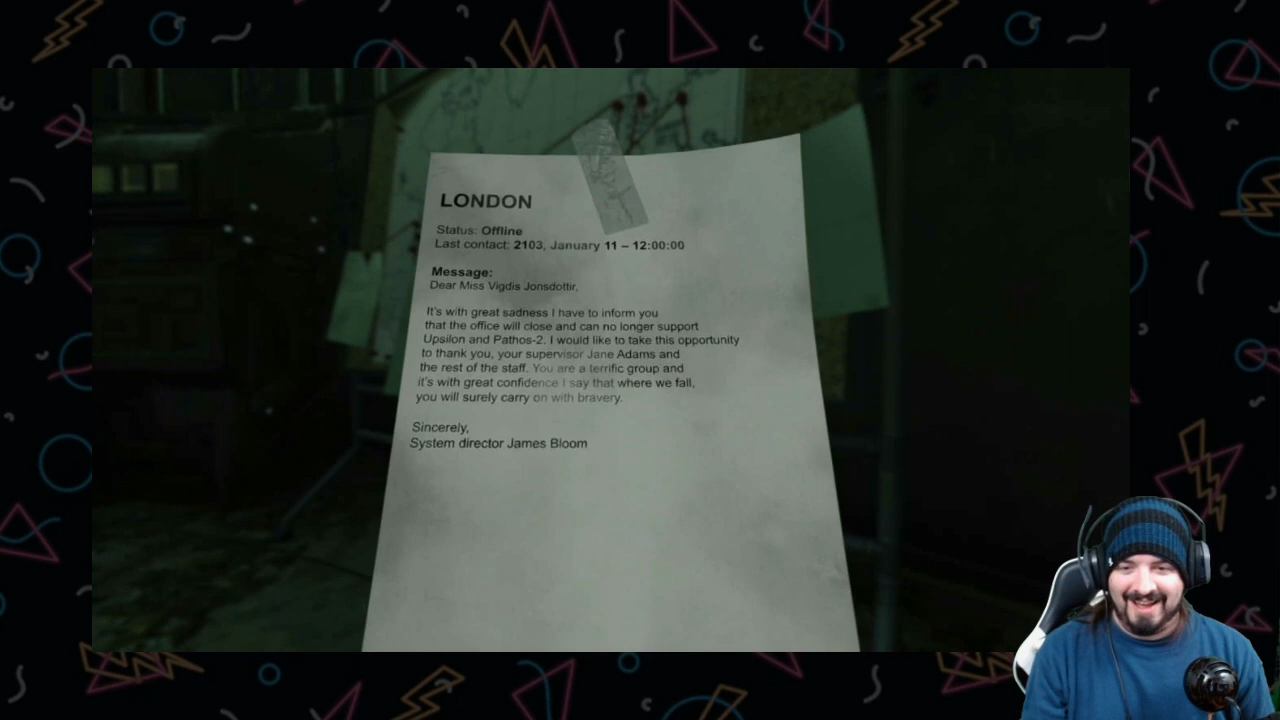 LONDON
Status: Offline
Last contact: 2103, January 11 – 12:00:00
Message:
Dear Miss Vigdis Jonsdottir,
It's with great sadness I have to inform you
that the office will close and can no longer support
Upsilon and Pathos-2. I would like to take this opportunity
to thank you, your supervisor Jane Adams and
the rest of the staff. You are a terrific group and
it's with great confidence I say that where we fall,
you will surely carry on with bravery.
Sincerely,
System director James Bloom